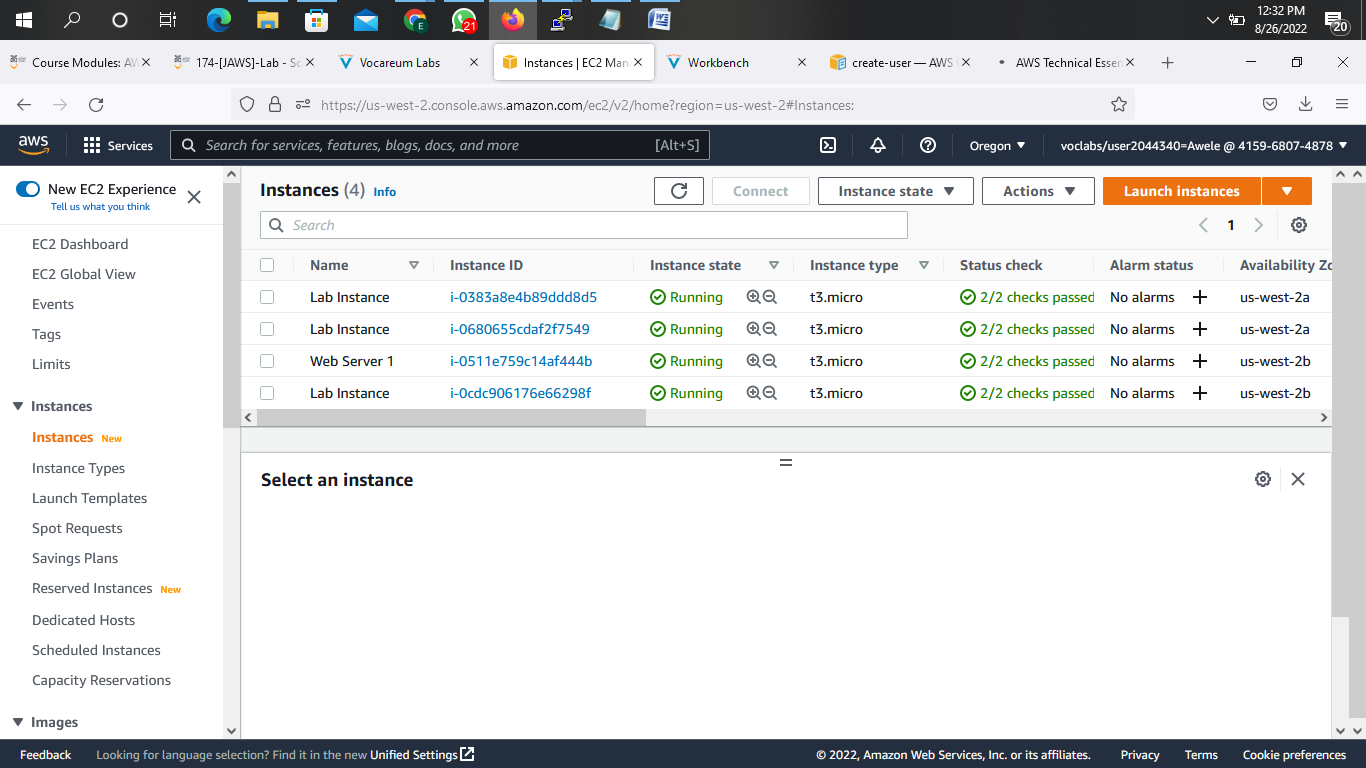 12:32 PM
8/26/2022
21
20
Course Modules: AW
174-[JAWS]-Lab - Sc
Vocareum Labs
Instances | EC2 Man
Workbench
create-user — AWS C
AWS Technical Essen
https://us-west-2.console.aws.amazon.com/ec2/v2/home?region=us-west-2#Instances:
aws
Services
Search for services, features, blogs, docs, and more
[Alt+S]
Oregon
voclabs/user2044340=Awele @ 4159-6807-4878
New EC2 Experience
Tell us what you think
EC2 Dashboard
EC2 Global View
Events
Tags
Limits
Instances
Instances New
Instance Types
Launch Templates
Spot Requests
Savings Plans
Reserved Instances New
Dedicated Hosts
Scheduled Instances
Capacity Reservations
Images
Instances (4) Info
Connect
Instance state
Actions
Launch instances
Search
1
Name Instance ID Instance state Instance type Status check Alarm status Availability Zo
Lab Instance i-0383a8e4b89ddd8d5 Running t3.micro 2/2 checks passed No alarms + us-west-2a
Lab Instance i-0680655cdaf2f7549 Running t3.micro 2/2 checks passed No alarms + us-west-2a
Web Server 1 i-0511e759c14af444b Running t3.micro 2/2 checks passed No alarms + us-west-2b
Lab Instance i-0cdc906176e66298f Running t3.micro 2/2 checks passed No alarms + us-west-2b
Select an instance
Feedback
Looking for language selection? Find it in the new Unified Settings
© 2022, Amazon Web Services, Inc. or its affiliates.
Privacy
Terms
Cookie preferences